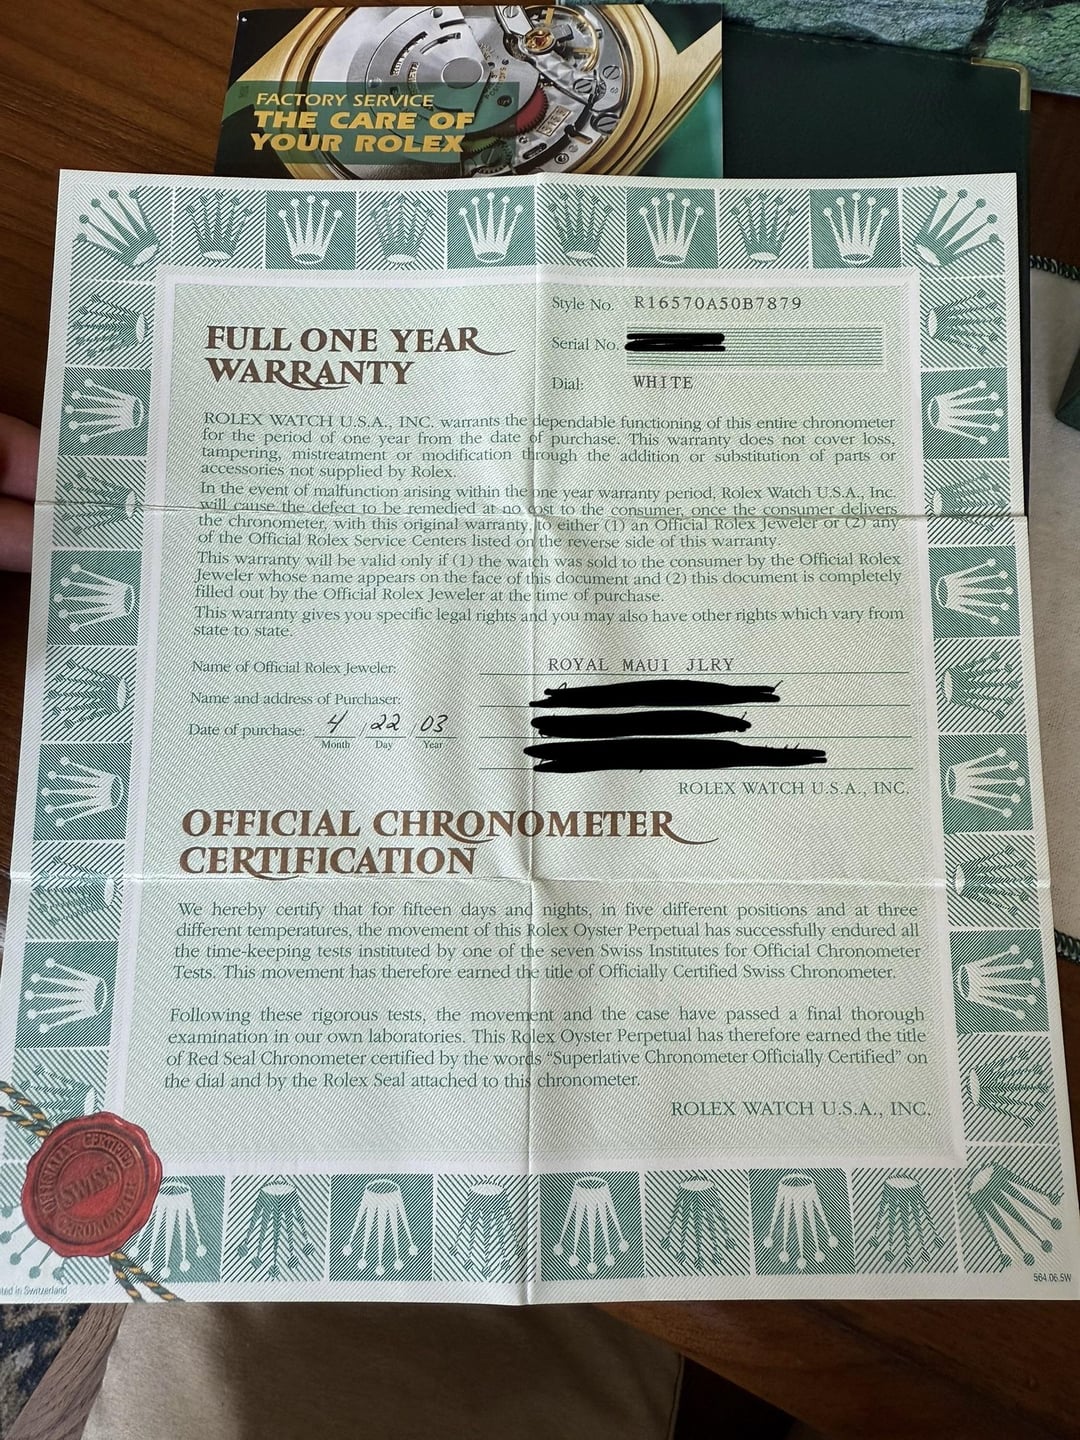 FACTORY SERVICE
THE CARE OF
YOUR ROLEX
Style No. R16570A50B7879
Serial No.
Dial: WHITE
FULL ONE YEAR
WARRANTY
ROLEX WATCH U.S.A., INC. warrants the dependable functioning of this entire chronometer
for the period of one year from the date of purchase. This warranty does not cover loss,
tampering, mistreatment or modification through the addition or substitution of parts or
accessories not supplied by Rolex.
In the event of malfunction arising within the one year warranty period, Rolex Watch U.S.A., Inc.
will cause the defect to be remedied at no cost to the consumer, once the consumer delivers
the chronometer, with this original warranty, to either (1) an Official Rolex Jeweler or (2) any
of the Official Rolex Service Centers listed on the reverse side of this warranty.
This warranty will be valid only if (1) the watch was sold to the consumer by the Official Rolex
Jeweler whose name appears on the face of this document and (2) this document is completely
filled out by the Official Rolex Jeweler at the time of purchase.
This warranty gives you specific legal rights and you may also have other rights which vary from
state to state.
Name of Official Rolex Jeweler: ROYAL MAUI JLRY
Name and address of Purchaser:
Date of purchase: 4 22 03
Month Day Year
ROLEX WATCH U.S.A., INC.
OFFICIAL CHRONOMETER
CERTIFICATION
We hereby certify that for fifteen days and nights, in five different positions and at three
different temperatures, the movement of this Rolex Oyster Perpetual has successfully endured all
the time-keeping tests instituted by one of the seven Swiss Institutes for Official Chronometer
Tests. This movement has therefore earned the title of Officially Certified Swiss Chronometer.
Following these rigorous tests, the movement and the case have passed a final thorough
examination in our own laboratories. This Rolex Oyster Perpetual has therefore earned the title
of Red Seal Chronometer certified by the words "Superlative Chronometer Officially Certified" on
the dial and by the Rolex Seal attached to this chronometer.
ROLEX WATCH U.S.A., INC.
OFFICIALLY CERTIFIED
SWISS
CHRONOMETER
in Switzerland
564.06.5W